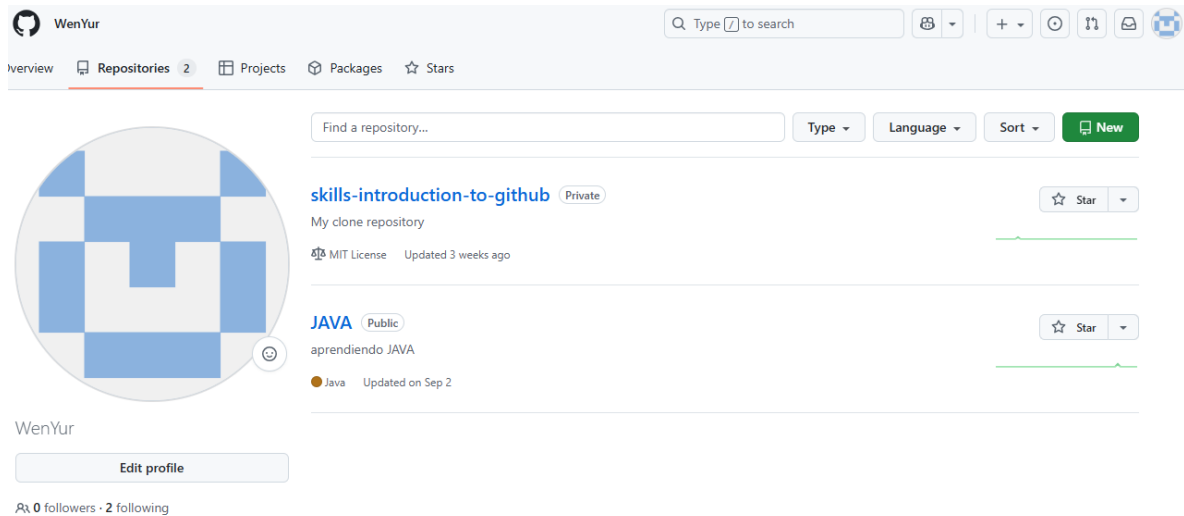 WenYur
Type / to search
Overview Repositories 2 Projects Packages Stars
Find a repository...
Type Language Sort New
skills-introduction-to-github Private
Star
My clone repository
MIT License Updated 3 weeks ago
JAVA Public
Star
aprendiendo JAVA
Java Updated on Sep 2
WenYur
Edit profile
0 followers · 2 following